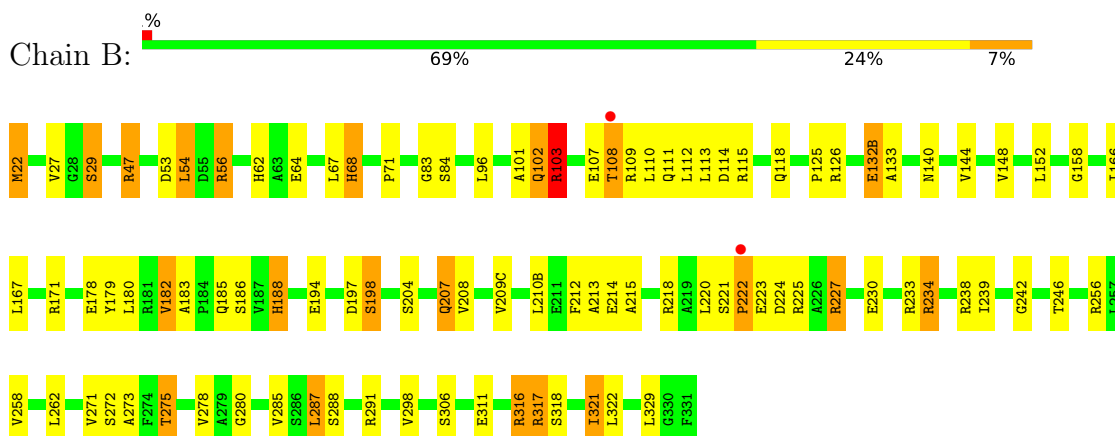 .%
Chain B:
69% 24% 7%
M22 V27 G28 S29 R47 D53 L54 D55 R56 H62 A63 E64 L67 H68 P71 G83 S84 L96 A101 Q102 R103 E107 T108 R109 L110 Q111 L112 L113 D114 R115 Q118 P125 R126 E132B A133 N140 V144 V148 L152 G158 I166
L167 R171 E178 Y179 L180 R181 V182 A183 P184 Q185 S186 V187 H188 E194 D197 S198 S204 Q207 V208 V209C L210B E211 F212 A213 E214 A215 R218 A219 L220 S221 P222 E223 D224 R225 A226 R227 E230 R233 R234 R238 I239 G242 T246 R256 L257
V258 L262 V271 S272 A273 F274 T275 V278 A279 G280 V285 S286 L287 S288 R291 V298 S306 E311 R316 R317 S318 I321 L322 L329 G330 F331